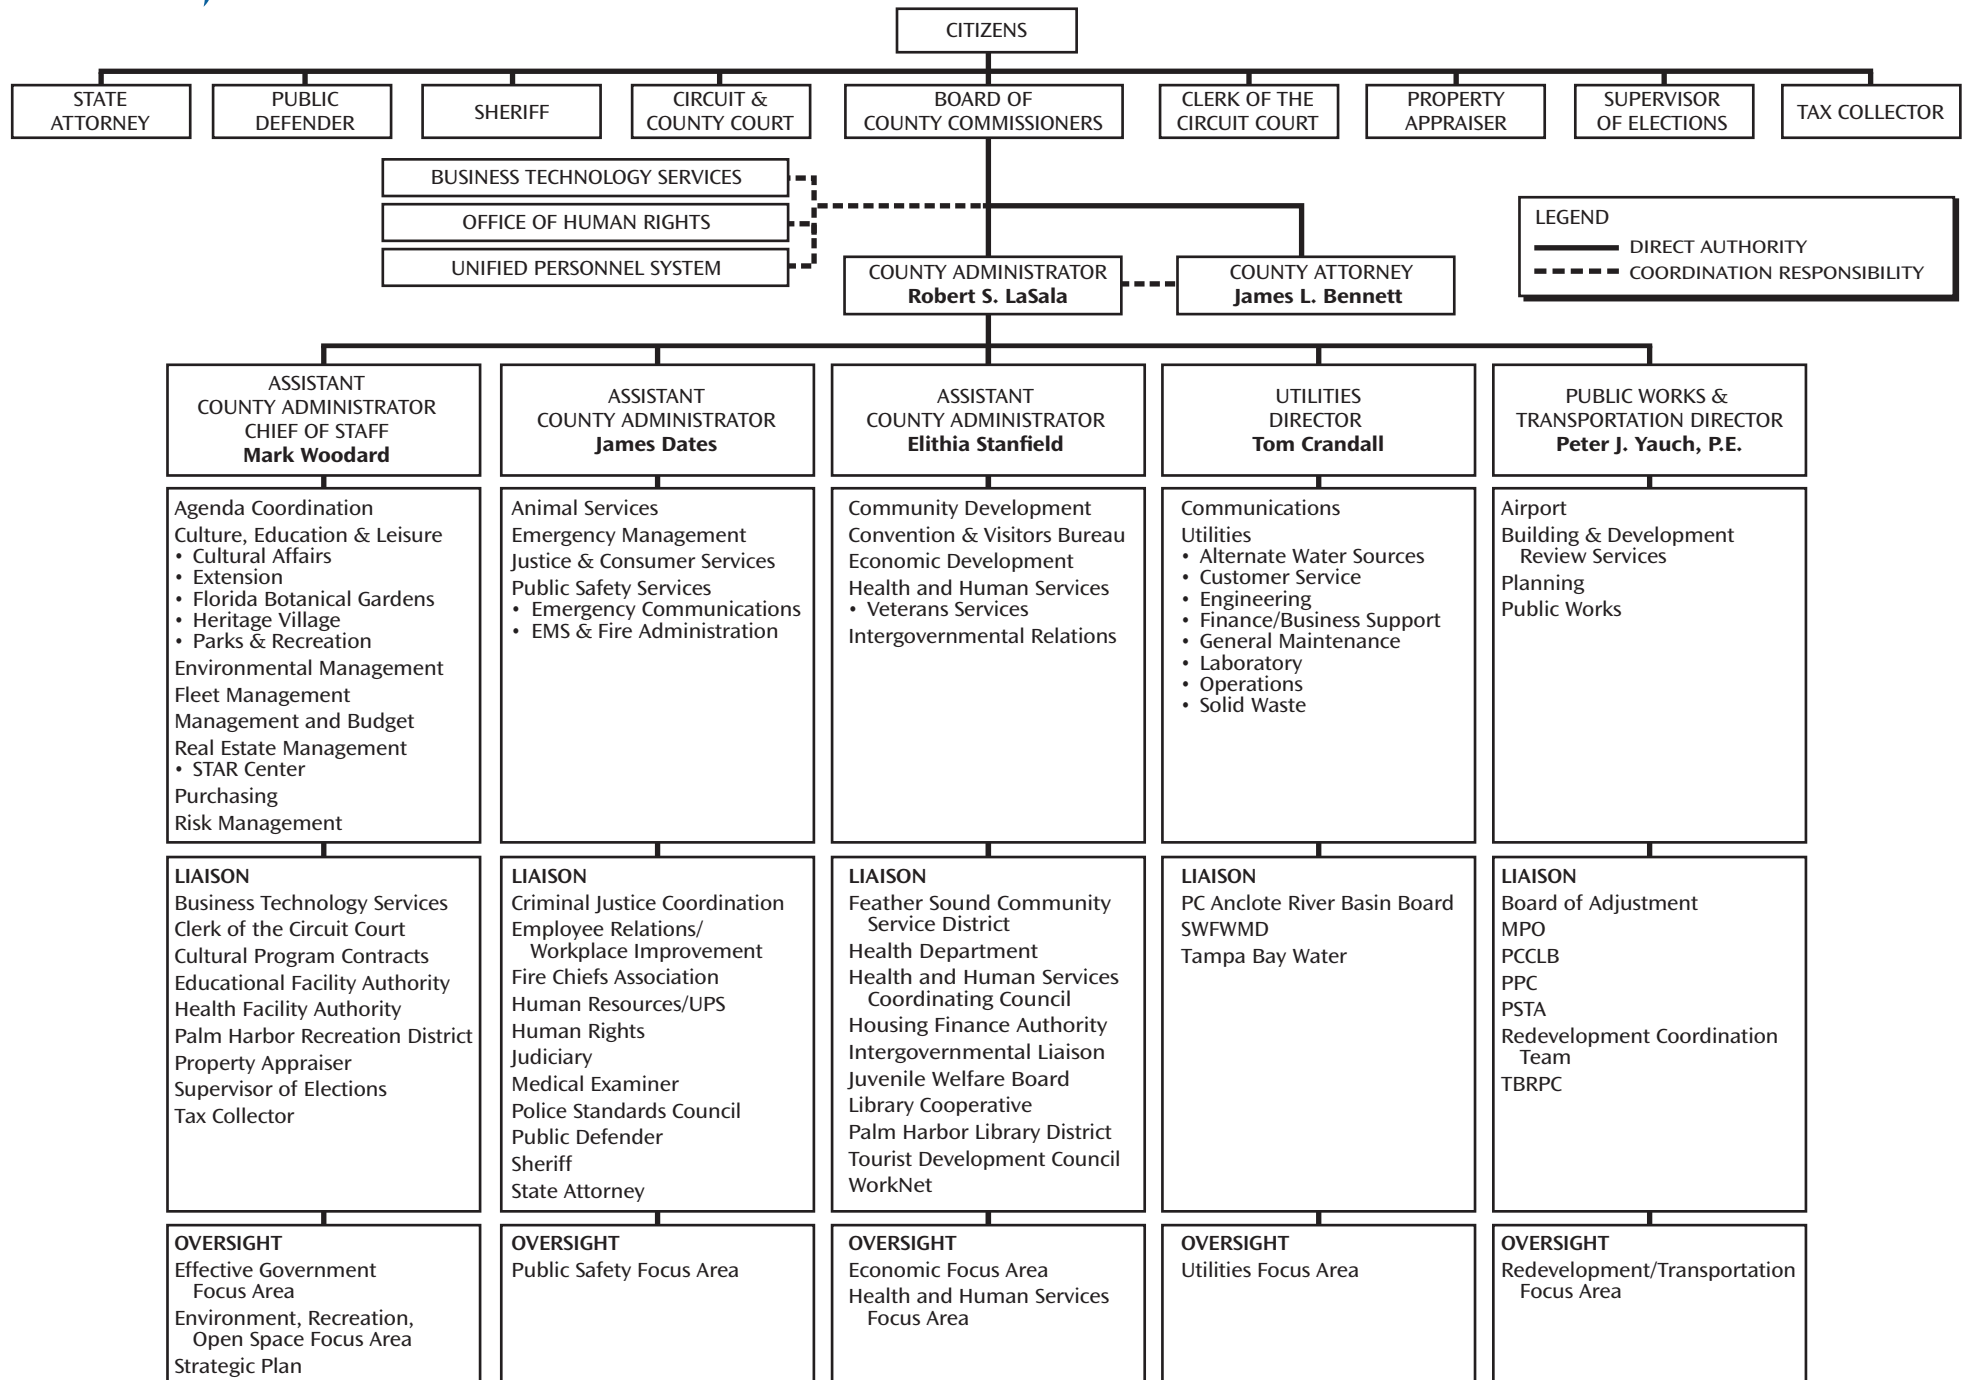 CITIZENS
STATE
ATTORNEY
PUBLIC
DEFENDER
SHERIFF
CIRCUIT &
COUNTY COURT
BOARD OF
COUNTY COMMISSIONERS
CLERK OF THE
CIRCUIT COURT
PROPERTY
APPRAISER
SUPERVISOR
OF ELECTIONS
TAX COLLECTOR
BUSINESS TECHNOLOGY SERVICES
OFFICE OF HUMAN RIGHTS
UNIFIED PERSONNEL SYSTEM
LEGEND
DIRECT AUTHORITY
COORDINATION RESPONSIBILITY
COUNTY ADMINISTRATOR
Robert S. LaSala
COUNTY ATTORNEY
James L. Bennett
ASSISTANT
COUNTY ADMINISTRATOR
CHIEF OF STAFF
Mark Woodard
Agenda Coordination
Culture, Education & Leisure
• Cultural Affairs
• Extension
• Florida Botanical Gardens
• Heritage Village
• Parks & Recreation
Environmental Management
Fleet Management
Management and Budget
Real Estate Management
• STAR Center
Purchasing
Risk Management
LIAISON
Business Technology Services
Clerk of the Circuit Court
Cultural Program Contracts
Educational Facility Authority
Health Facility Authority
Palm Harbor Recreation District
Property Appraiser
Supervisor of Elections
Tax Collector
OVERSIGHT
Effective Government
Focus Area
Environment, Recreation,
Open Space Focus Area
Strategic Plan
ASSISTANT
COUNTY ADMINISTRATOR
James Dates
Animal Services
Emergency Management
Justice & Consumer Services
Public Safety Services
• Emergency Communications
• EMS & Fire Administration
LIAISON
Criminal Justice Coordination
Employee Relations/
Workplace Improvement
Fire Chiefs Association
Human Resources/UPS
Human Rights
Judiciary
Medical Examiner
Police Standards Council
Public Defender
Sheriff
State Attorney
OVERSIGHT
Public Safety Focus Area
ASSISTANT
COUNTY ADMINISTRATOR
Elithia Stanfield
Community Development
Convention & Visitors Bureau
Economic Development
Health and Human Services
• Veterans Services
Intergovernmental Relations
LIAISON
Feather Sound Community
Service District
Health Department
Health and Human Services
Coordinating Council
Housing Finance Authority
Intergovernmental Liaison
Juvenile Welfare Board
Library Cooperative
Palm Harbor Library District
Tourist Development Council
WorkNet
OVERSIGHT
Economic Focus Area
Health and Human Services
Focus Area
UTILITIES
DIRECTOR
Tom Crandall
Communications
Utilities
• Alternate Water Sources
• Customer Service
• Engineering
• Finance/Business Support
• General Maintenance
• Laboratory
• Operations
• Solid Waste
LIAISON
PC Anclote River Basin Board
SWFWMD
Tampa Bay Water
OVERSIGHT
Utilities Focus Area
PUBLIC WORKS &
TRANSPORTATION DIRECTOR
Peter J. Yauch, P.E.
Airport
Building & Development
Review Services
Planning
Public Works
LIAISON
Board of Adjustment
MPO
PCCLB
PPC
PSTA
Redevelopment Coordination
Team
TBRPC
OVERSIGHT
Redevelopment/Transportation
Focus Area